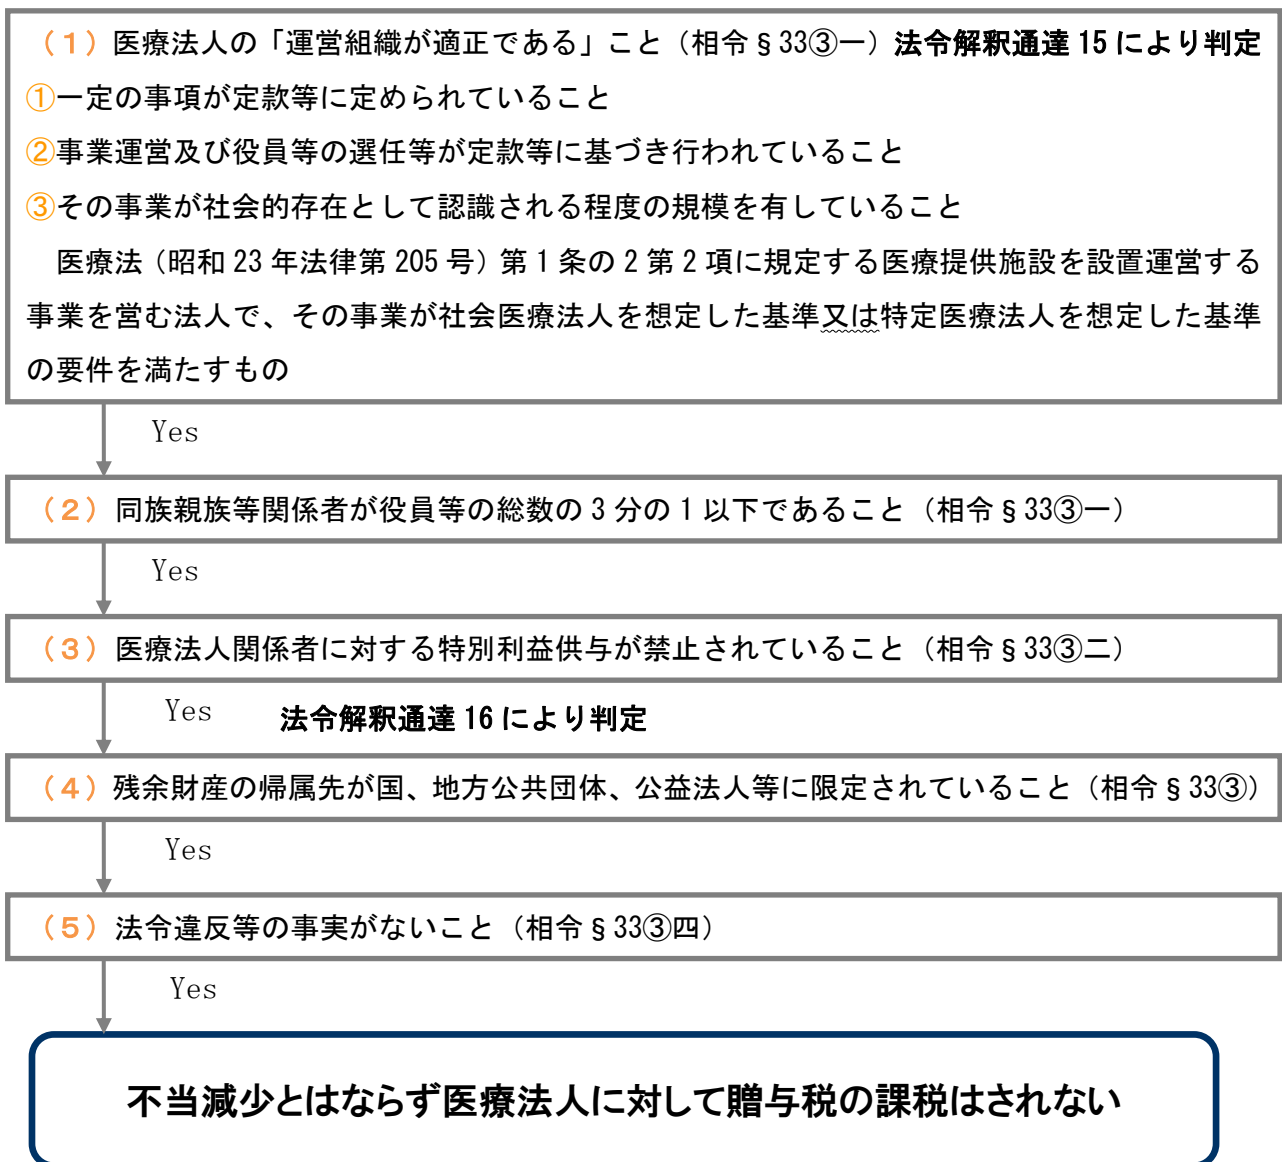 （１）医療法人の「運営組織が適正である」こと（相令§33③一）法令解釈通達 15 により判定
①一定の事項が定款等に定められていること
②事業運営及び役員等の選任等が定款等に基づき行われていること
③その事業が社会的存在として認識される程度の規模を有していること
医療法（昭和 23 年法律第 205 号）第 1 条の 2 第 2 項に規定する医療提供施設を設置運営する
事業を営む法人で、その事業が社会医療法人を想定した基準又は特定医療法人を想定した基準
の要件を満たすもの
Yes
（２）同族親族等関係者が役員等の総数の 3 分の 1 以下であること（相令§33③一）
Yes
（３）医療法人関係者に対する特別利益供与が禁止されていること（相令§33③二）
Yes 法令解釈通達 16 により判定
（４）残余財産の帰属先が国、地方公共団体、公益法人等に限定されていること（相令§33③）
Yes
（５）法令違反等の事実がないこと（相令§33③四）
Yes
不当減少とはならず医療法人に対して贈与税の課税はされない